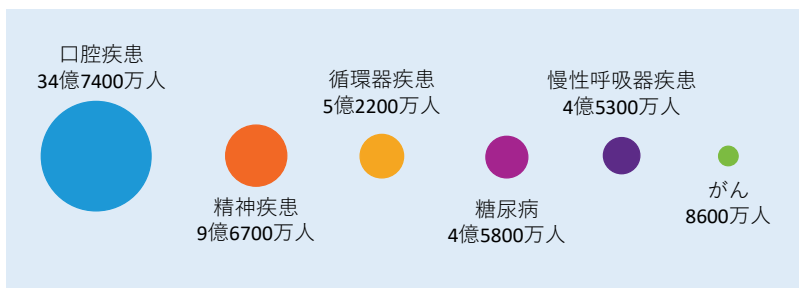 口腔疾患
34億7400万人
精神疾患
9億6700万人
循環器疾患
5億2200万人
糖尿病
4億5800万人
慢性呼吸器疾患
4億5300万人
がん
8600万人